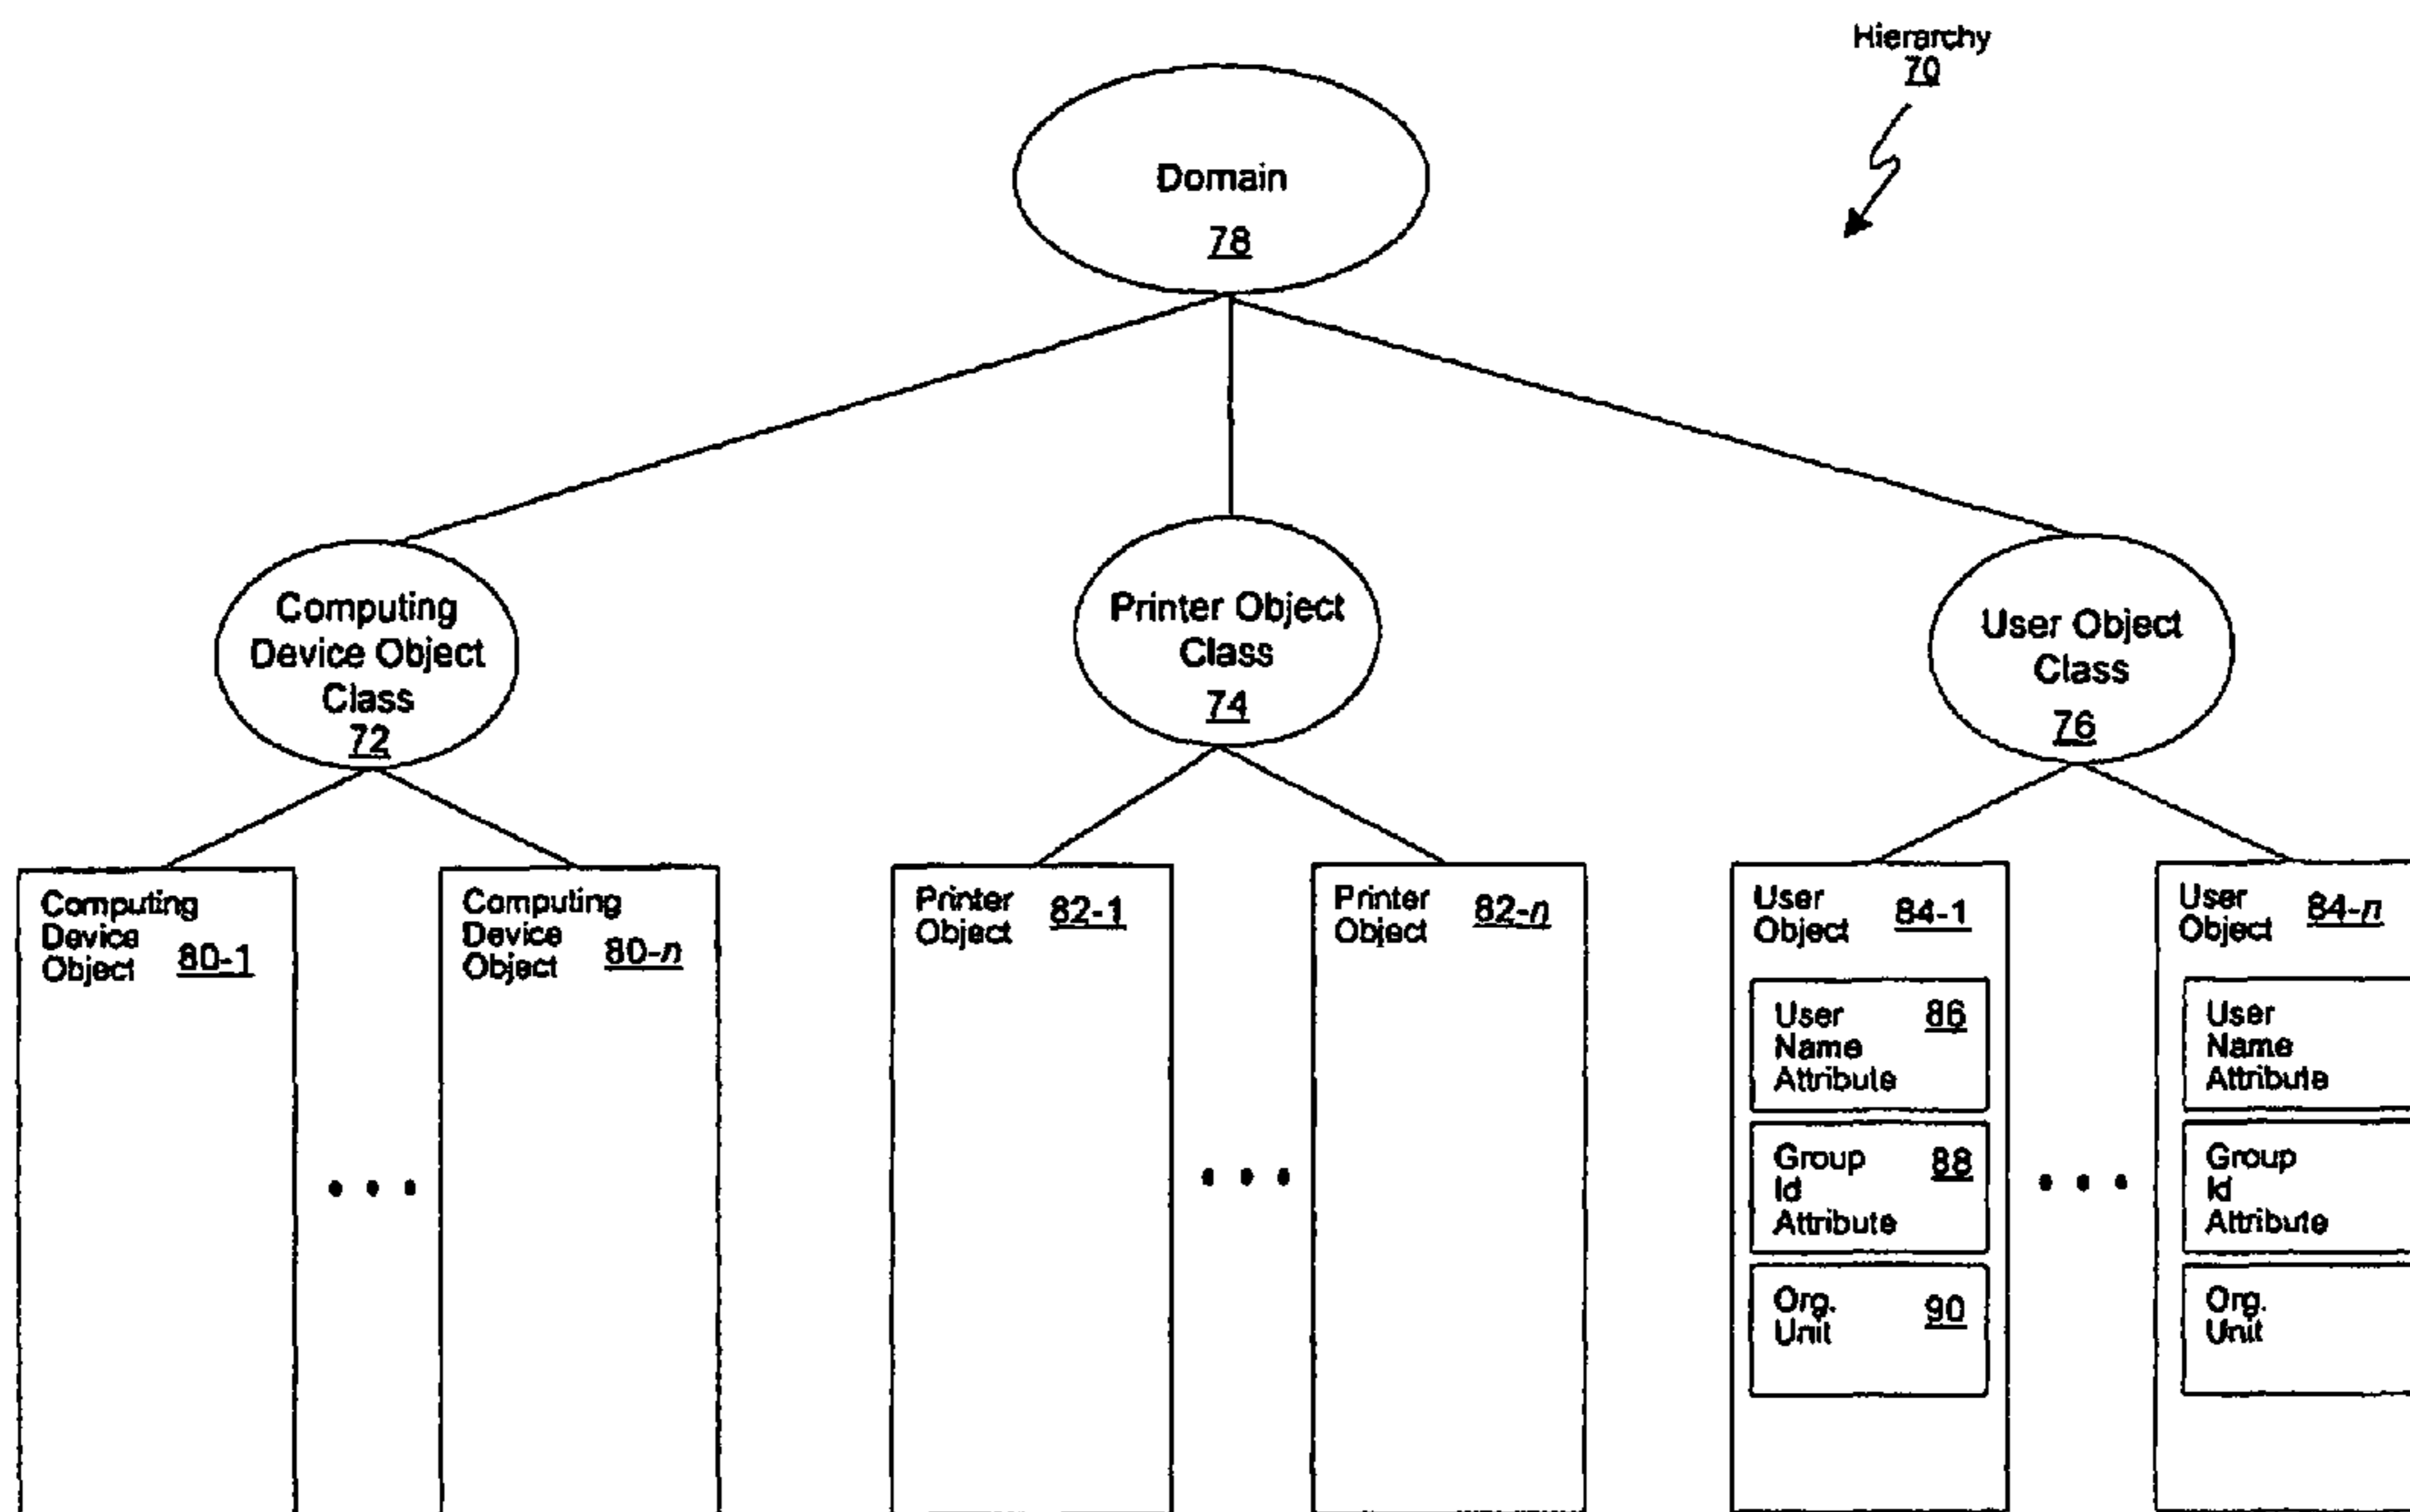 Hierarchy
70
Domain
78
Computing
Device Object
Class
72
Printer Object
Class
74
User Object
Class
76
Computing
Device
Object 80-1
Computing
Device
Object 80-n
Printer
Object 82-1
Printer
Object 82-n
User
Object 84-1
User
Name
Attribute
86
Group
Id
Attribute
88
Org.
Unit
90
User
Object 84-n
User
Name
Attribute
Group
Id
Attribute
Org.
Unit